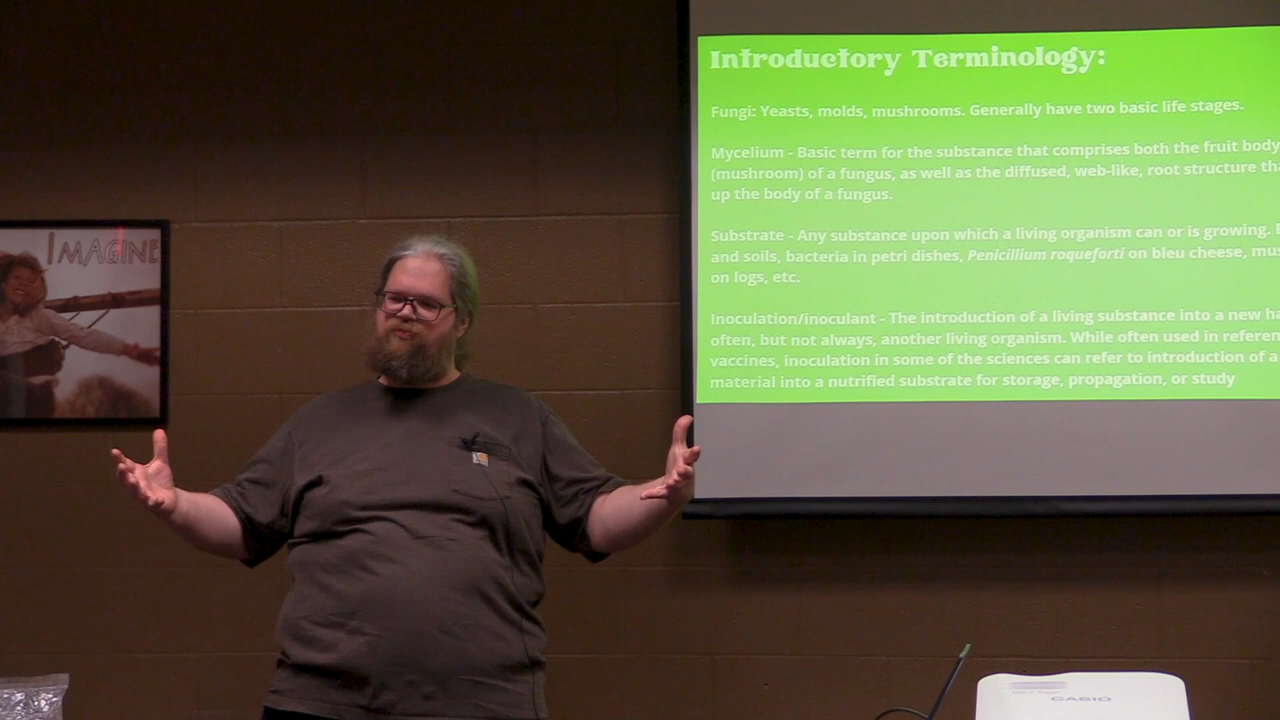 IMAGINE
Introductory Terminology:
Fungi: Yeasts, molds, mushrooms. Generally have two basic life stages.
Mycelium - Basic term for the substance that comprises both the fruit body
(mushroom) of a fungus, as well as the diffused, web-like, root structure
up the body of a fungus.
Substrate - Any substance upon which a living organism can or is growing.
and soils, bacteria in petri dishes, Penicillium roqueforti on bleu cheese,
on logs, etc.
Inoculation/inoculant - The introduction of a living substance into a new
often, but not always, another living organism. While often used in
vaccines, inoculation in some of the sciences can refer to introduction of a
material into a nutrified substrate for storage, propagation, or study
CASIO